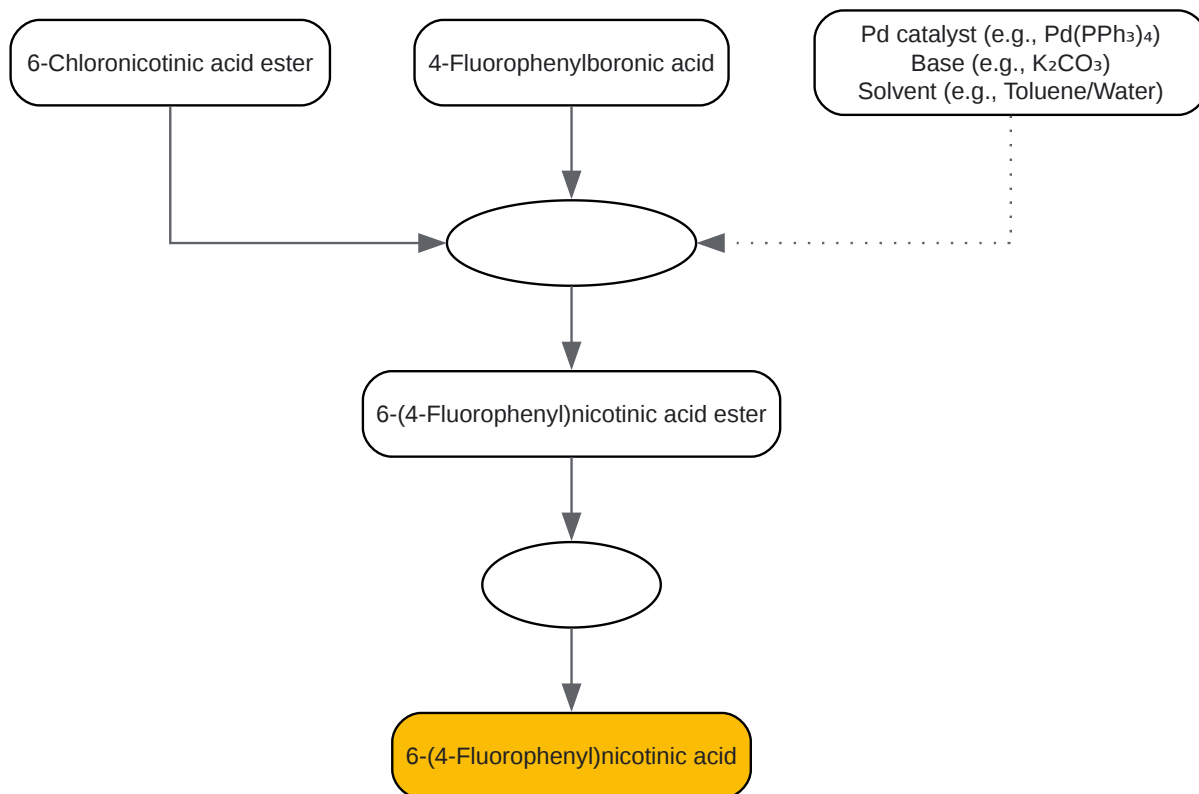 6-Chloronicotinic acid ester
4-Fluorophenylboronic acid
Pd catalyst (e.g., Pd(PPh₃)₄)
Base (e.g., K₂CO₃)
Solvent (e.g., Toluene/Water)
6-(4-Fluorophenyl)nicotinic acid ester
6-(4-Fluorophenyl)nicotinic acid